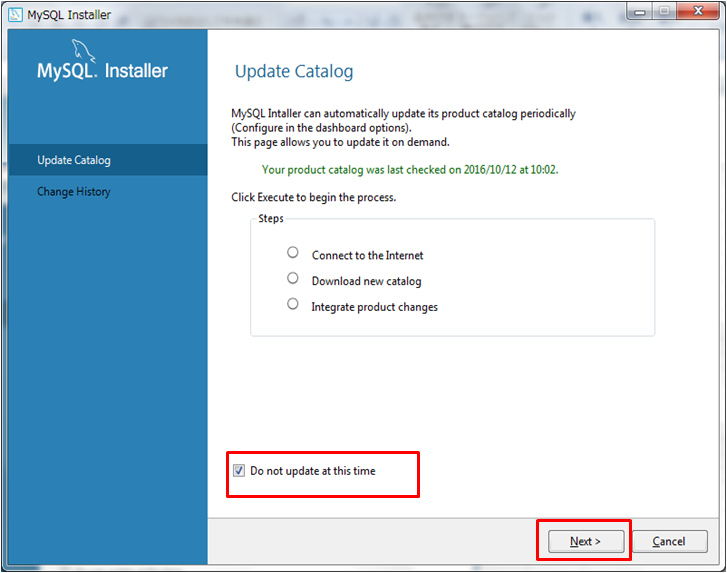 MySQL Installer
MySQL. Installer
Update Catalog
Change History
Update Catalog
MySQL Intaller can automatically update its product catalog periodically
(Configure in the dashboard options).
This page allows you to update it on demand.
Your product catalog was last checked on 2016/10/12 at 10:02.
Click Execute to begin the process.
Steps
Connect to the Internet
Download new catalog
Integrate product changes
Do not update at this time
Next >
Cancel